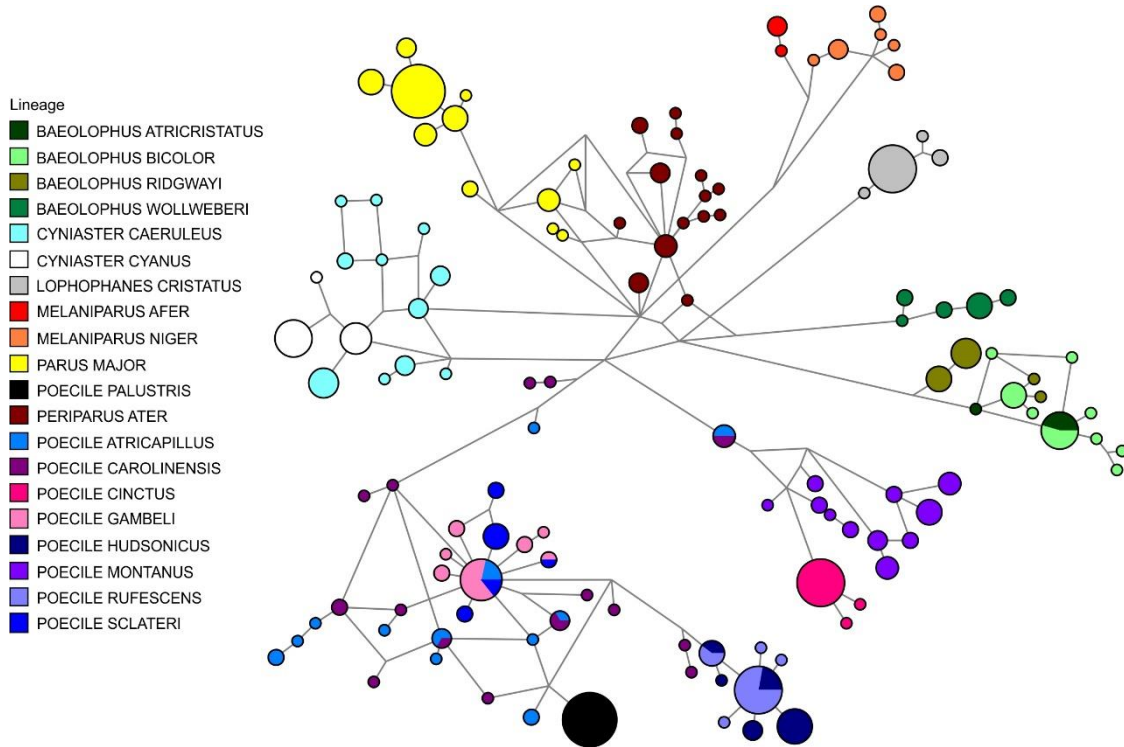 Lineage
BAEOLOPHUS ATRICRISTATUS
BAEOLOPHUS BICOLOR
BAEOLOPHUS RIDGWAYI
BAEOLOPHUS WOLLWEBERI
CYNIASTER CAERULEUS
CYNIASTER CYANUS
LOPHOPHANES CRISTATUS
MELANIPARUS AFER
MELANIPARUS NIGER
PARUS MAJOR
POECILE PALUSTRIS
PERIPARUS ATER
POECILE ATRICAPILLUS
POECILE CAROLINENSIS
POECILE CINCTUS
POECILE GAMBELI
POECILE HUDSONICUS
POECILE MONTANUS
POECILE RUFESCENS
POECILE SCLATERI